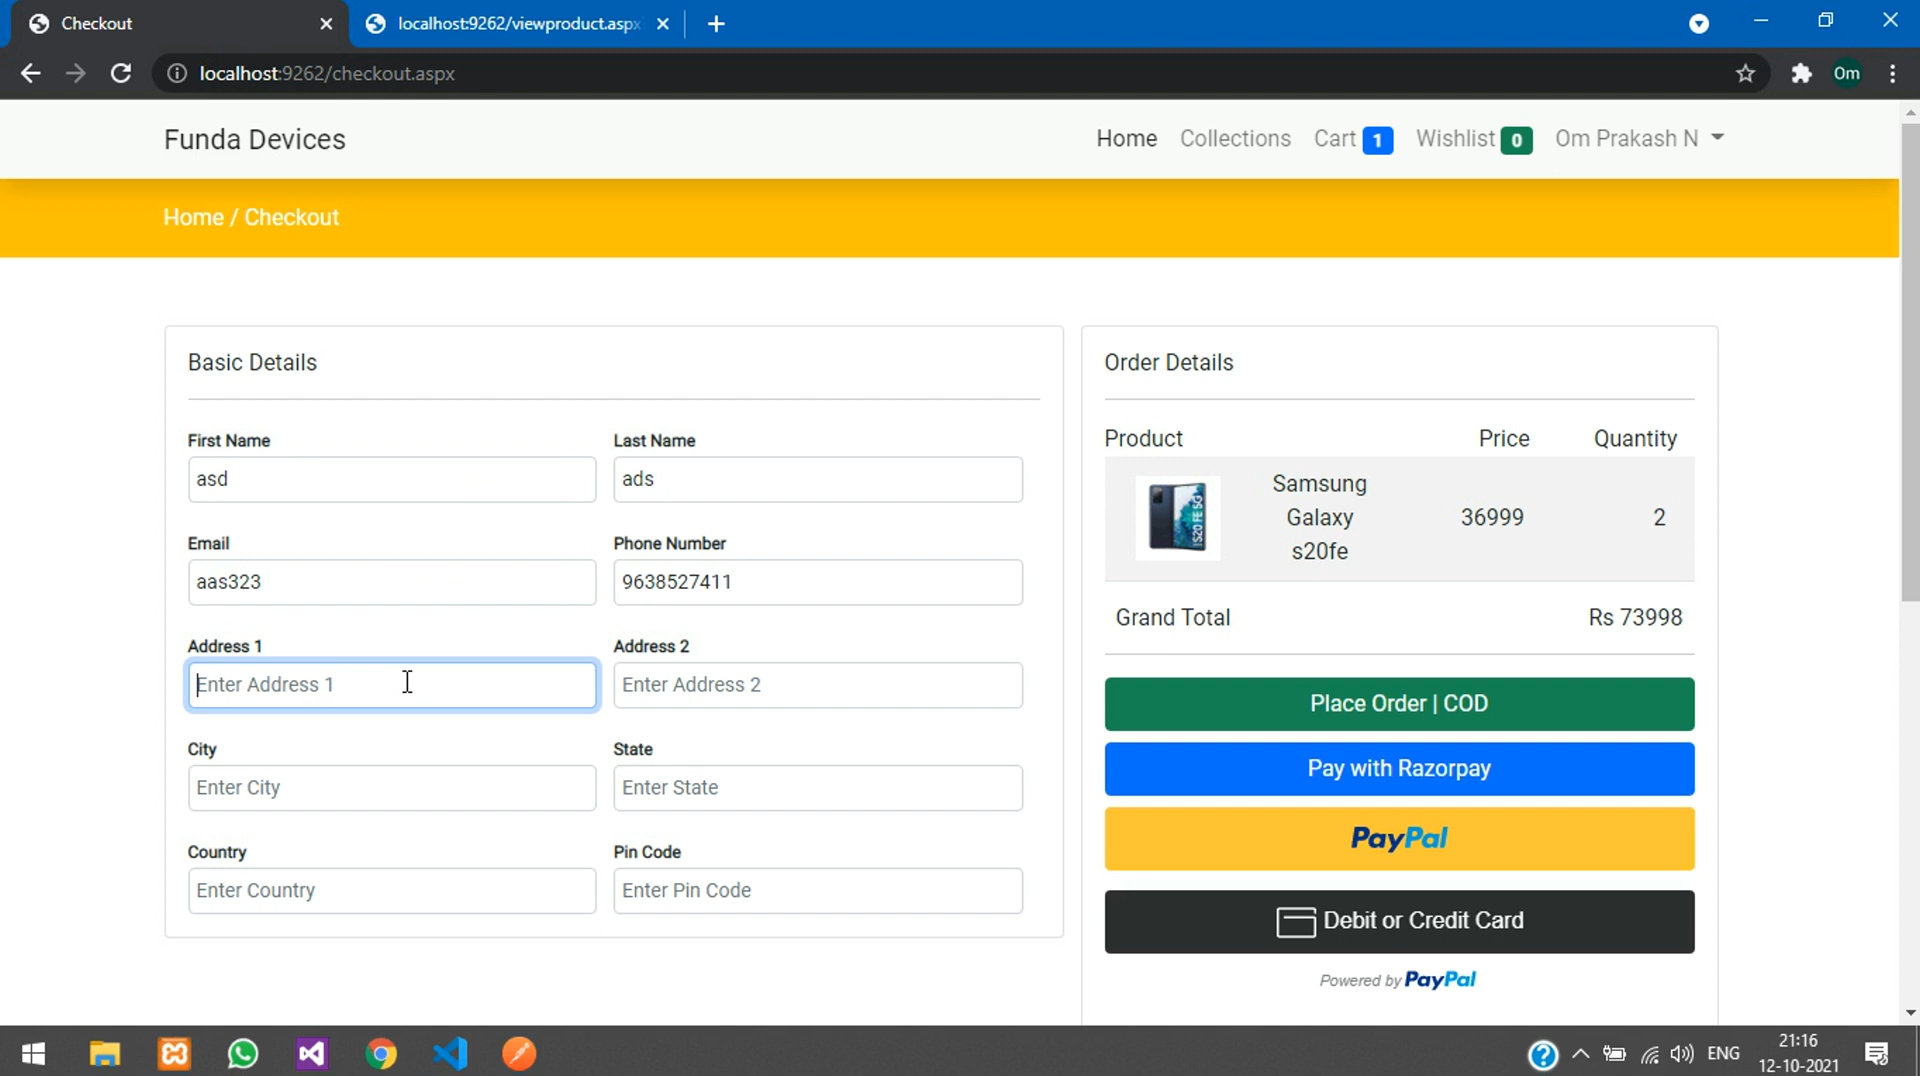 Checkout
localhost:9262/viewproduct.aspx
localhost:9262/checkout.aspx
Om
Funda Devices
Home Collections Cart 1 Wishlist 0 Om Prakash N
Home / Checkout
Basic Details
First Name
Last Name
asd
ads
Email
Phone Number
aas323
9638527411
Address 1
Address 2
Enter Address 1
Enter Address 2
City
State
Enter City
Enter State
Country
Pin Code
Enter Country
Enter Pin Code
Order Details
Product Price Quantity
Samsung
Galaxy
s20fe
36999
2
Grand Total Rs 73998
Place Order | COD
Pay with Razorpay
PayPal
Debit or Credit Card
Powered by PayPal
ENG
21:16
12-10-2021